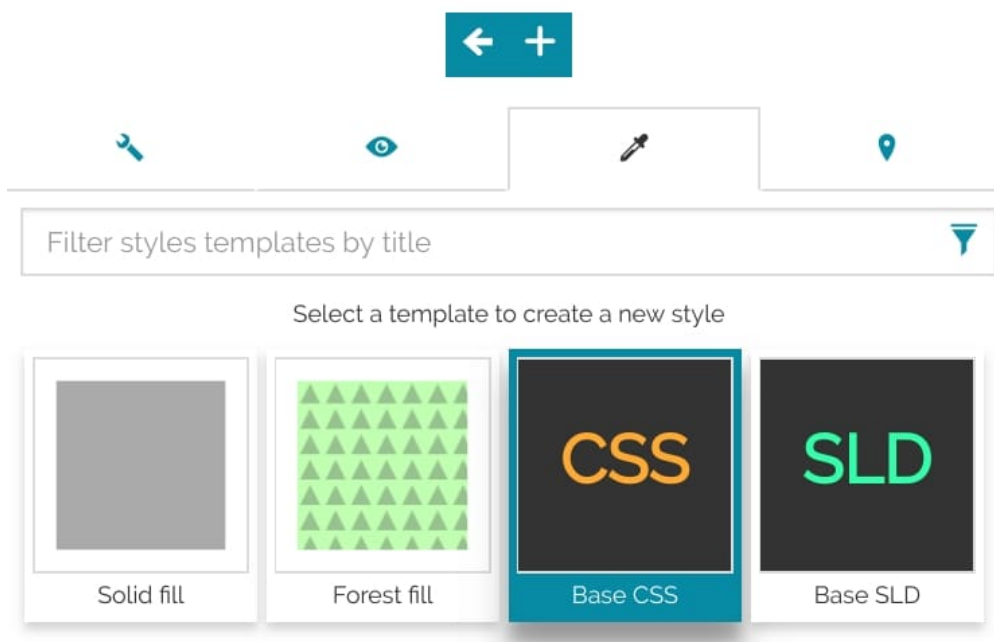 Filter styles templates by title
Select a template to create a new style
CSS
SLD
Solid fill
Forest fill
Base CSS
Base SLD